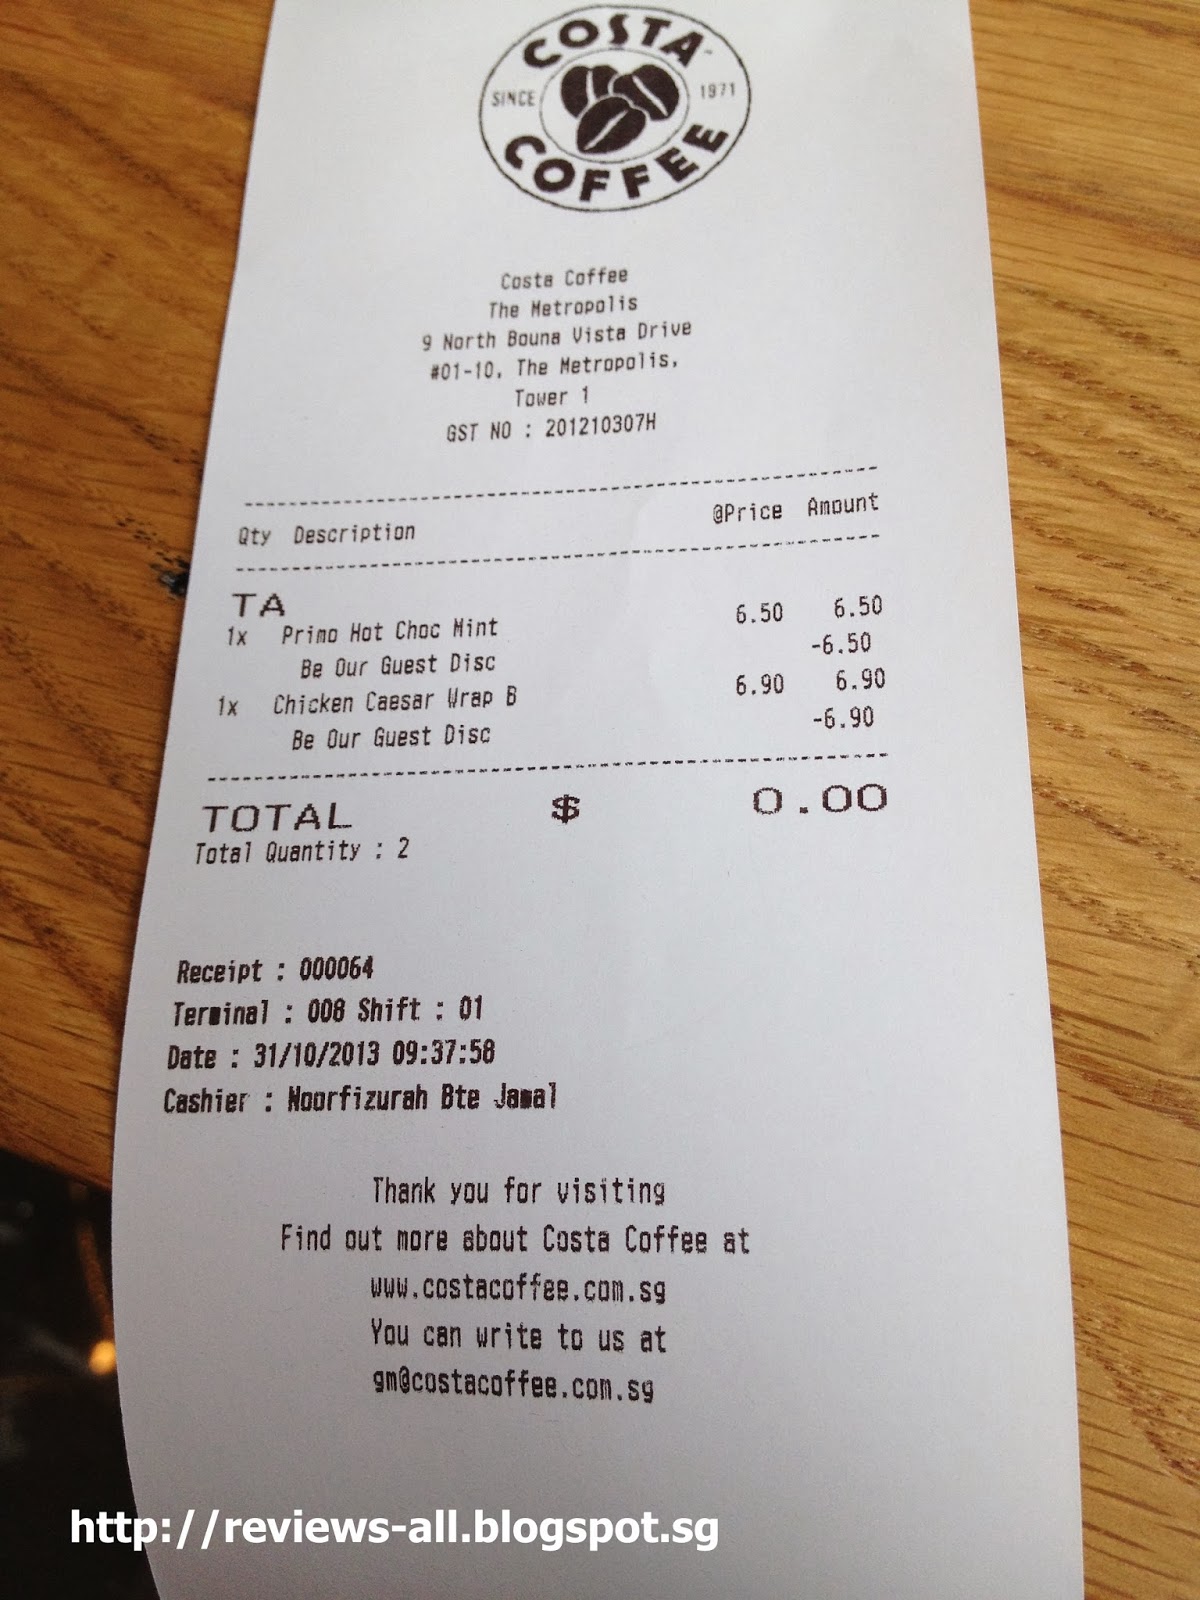 COSTA
SINCE 1971
COFFEE
Costa Coffee
The Metropolis
9 North Bouna Vista Drive
#01-10, The Metropolis,
Tower 1
GST NO : 201210307H
Qty Description @Price Amount
TA
1x Primo Hot Choc Mint 6.50 6.50
Be Our Guest Disc -6.50
1x Chicken Caesar Wrap B 6.90 6.90
Be Our Guest Disc -6.90
TOTAL $ 0.00
Total Quantity : 2
Receipt : 000064
Terminal : 008 Shift : 01
Date : 31/10/2013 09:37:58
Cashier : Noorfizurah Bte Jamal
Thank you for visiting
Find out more about Costa Coffee at
www.costacoffee.com.sg
You can write to us at
gm@costacoffee.com.sg
http://reviews-all.blogspot.sg